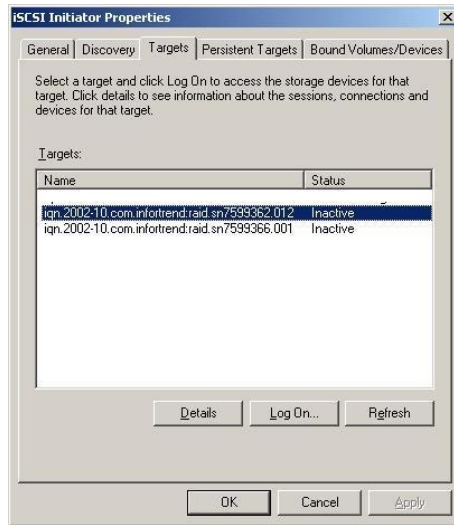 iSCSI Initiator Properties
General Discovery Targets Persistent Targets Bound Volumes/Devices
Select a target and click Log On to access the storage devices for that
target. Click details to see information about the sessions, connections and
devices for that target.
Targets:
Name Status
iqn.2002-10.com.infortrend:raid.sn7599362.012 Inactive
iqn.2002-10.com.infortrend:raid.sn7599366.001 Inactive
Details Log On... Refresh
OK Cancel Apply